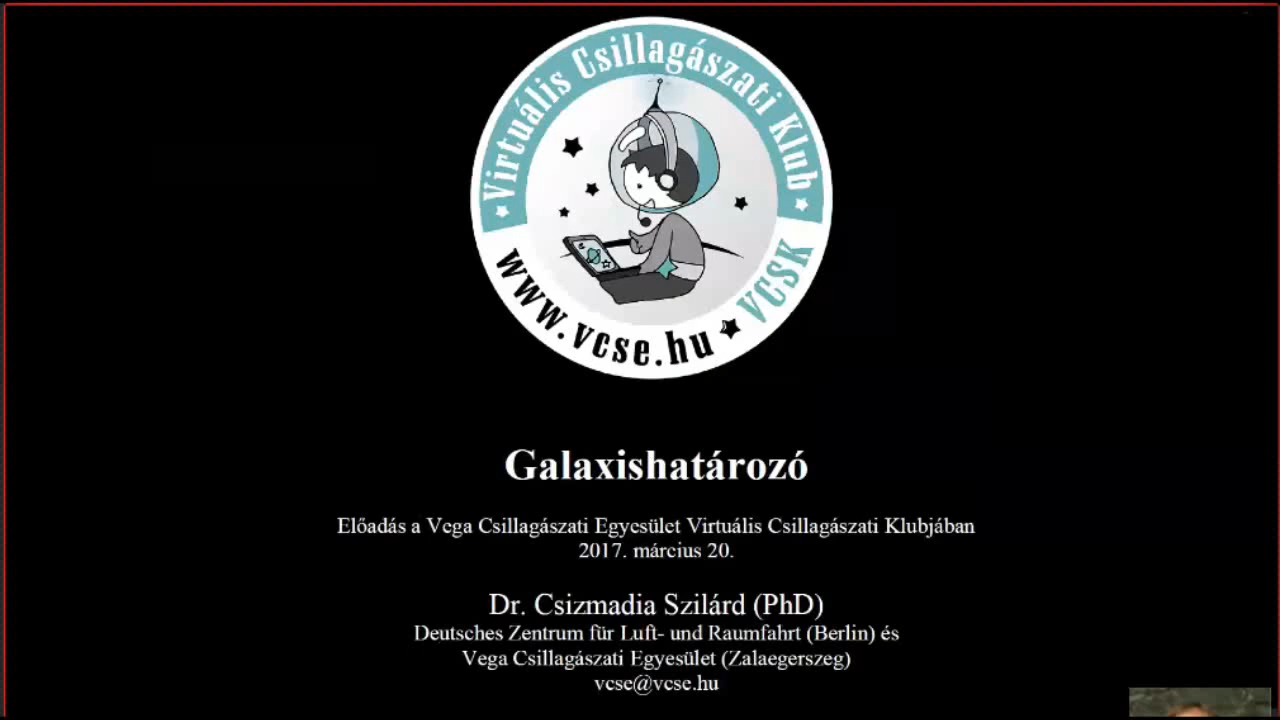 Virtuális Csillagászati Klub
VCSK
www.vcse.hu
Galaxishatározó
Előadás a Vega Csillagászati Egyesület Virtuális Csillagászati Klubjában
2017. március 20.
Dr. Csizmadia Szilárd (PhD)
Deutsches Zentrum für Luft- und Raumfahrt (Berlin) és
Vega Csillagászati Egyesület (Zalaegerszeg)
vcse@vcse.hu